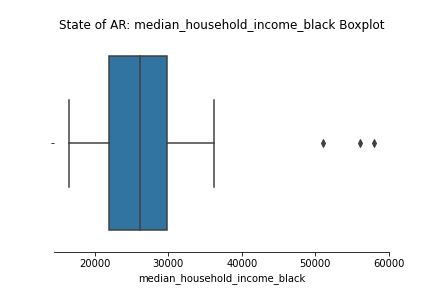 State of AR: median_household_income_black Boxplot
-
20000 30000 40000 50000 60000
median_household_income_black